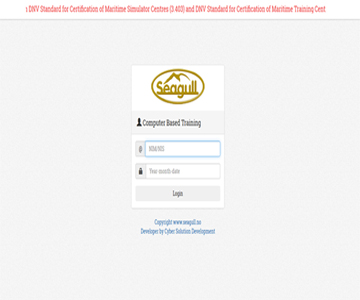 ı DNV Standard for Certification of Maritime Simulator Centres (3.403) and DNV Standard for Certification of Maritime Training Cent
Seagull
Computer Based Training
@
Year month date
Login
Copyright www.seagull.no
Developer by Cyber Solution Development